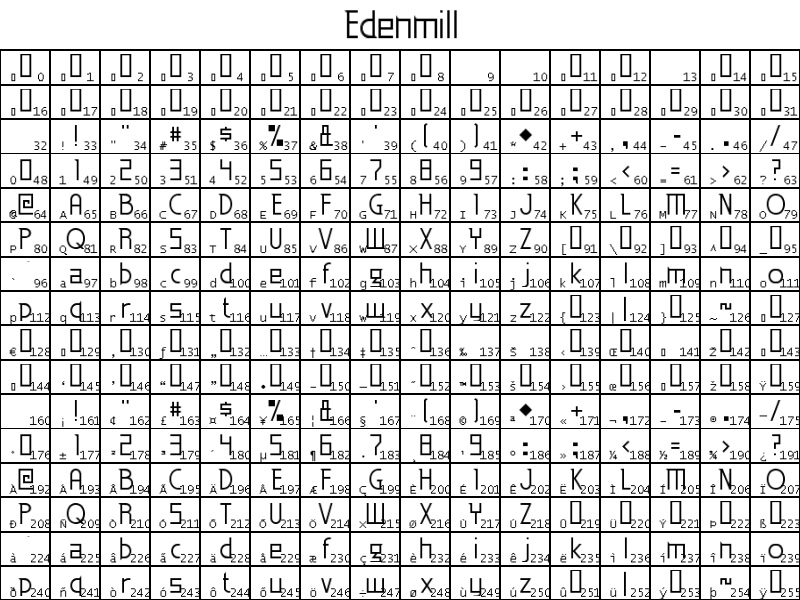 Edenmill
0 1 2 3 4 5 6 7 8 9 10 11 12 13 14 15
16 17 18 19 20 21 22 23 24 25 26 27 28 29 30 31
32 ! ! 33 " " 34 # # 35 $ $ 36 % % 37 & & 38 ' ' 39 ( ( 40 ) ) 41 * ◆ 42 + + 43 , , 44 - - 45 . . 46 / / 47
0 0 48 1 1 49 2 2 50 3 3 51 4 4 52 5 5 53 6 6 54 7 7 55 8 8 56 9 9 57 : : 58 ; ; 59 < < 60 = = 61 > > 62 ? ? 63
@ @ 64 A A 65 B B 66 C C 67 D D 68 E E 69 F F 70 G G 71 H H 72 I I 73 J J 74 K K 75 L L 76 M M 77 N N 78 O O 79
P P 80 Q Q 81 R R 82 S S 83 T T 84 U U 85 V V 86 W W 87 X X 88 Y Y 89 Z Z 90 [ 91 \ 92 ] 93 ^ 94 _ 95
` 96 a a 97 b b 98 c c 99 d d 100 e e 101 f f 102 g g 103 h h 104 i i 105 j j 106 k k 107 l l 108 m m 109 n n 110 o o 111
p p 112 q q 113 r r 114 s s 115 t t 116 u u 117 v v 118 w w 119 x x 120 y y 121 z z 122 { 123 | | 124 } 125 ~ ~ 126 127
€ 128 129 ‚ 130 ƒ 131 „ 132 … 133 † 134 ‡ 135 ˆ 136 ‰ 137 Š 138 ‹ 139 Œ 140 141 Ž 142 143
144 ‘ 145 ’ 146 “ 147 ” 148 • 149 – 150 — 151 ˜ 152 ™ 153 š 154 › 155 œ 156 157 ž 158 Ÿ 159
160 ¡ ! 161 ¢ " 162 £ # 163 ¤ $ 164 ¥ % 165 ¦ & 166 § ' 167 ¨ ( 168 © ) 169 ª ◆ 170 « + 171 ¬ , 172 - 173 ® . 174 ¯ / 175
° 176 ± 1 177 ² 2 178 ³ 3 179 ´ 4 180 µ 5 181 ¶ 6 182 · 7 183 ¸ 8 184 ¹ 9 185 º : 186 » ; 187 ¼ < 188 ½ = 189 ¾ > 190 ¿ ? 191
À @ 192 Á A 193 Â B 194 Ã C 195 Ä D 196 Å E 197 Æ F 198 Ç G 199 È H 200 É I 201 Ê J 202 Ë K 203 Ì L 204 Í M 205 Î N 206 Ï O 207
Ð P 208 Ñ Q 209 Ò R 210 Ó S 211 Ô T 212 Õ U 213 Ö V 214 × W 215 Ø X 216 Ù Y 217 Ú Z 218 Û 219 Ü 220 Ý 221 Þ 222 ß 223
à 224 á a 225 â b 226 ã c 227 ä d 228 å e 229 æ f 230 ç g 231 è h 232 é i 233 ê j 234 ë k 235 ì l 236 í m 237 î n 238 ï o 239
ð p 240 ñ q 241 ò r 242 ó s 243 ô t 244 õ u 245 ö v 246 ÷ w 247 ø x 248 ù y 249 ú z 250 û 251 ü l 252 ý 253 þ ~ 254 ÿ 255